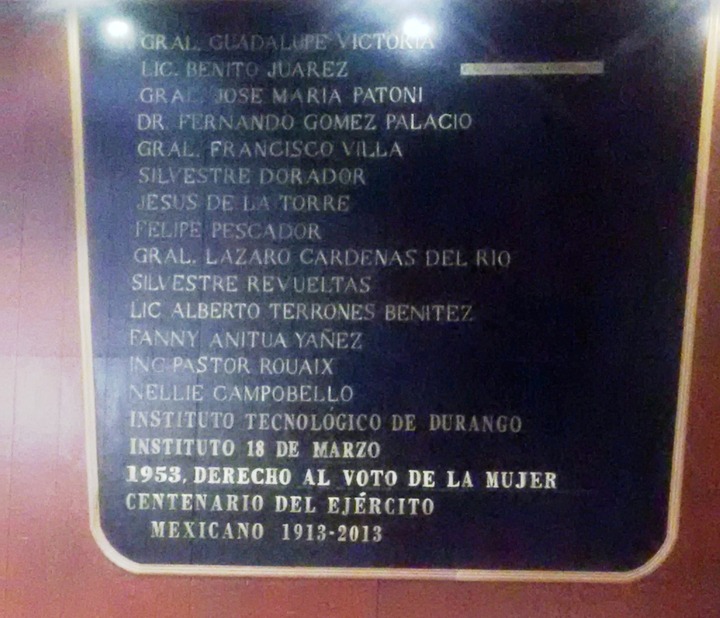 GRAL. GUADALUPE VICTORIA
LIC. BENITO JUAREZ
GRAL. JOSE MARIA PATONI
DR. FERNANDO GOMEZ PALACIO
GRAL. FRANCISCO VILLA
SILVESTRE DORADOR
JESUS DE LA TORRE
FELIPE PESCADOR
GRAL. LAZARO CARDENAS DEL RIO
SILVESTRE REVUELTAS
LIC ALBERTO TERRONES BENITEZ
FANNY ANITUA YAÑEZ
ING PASTOR ROUAIX
NELLIE CAMPOBELLO
INSTITUTO TECNOLÓGICO DE DURANGO
INSTITUTO 18 DE MARZO
1953, DERECHO AL VOTO DE LA MUJER
CENTENARIO DEL EJÉRCITO
MEXICANO 1913-2013